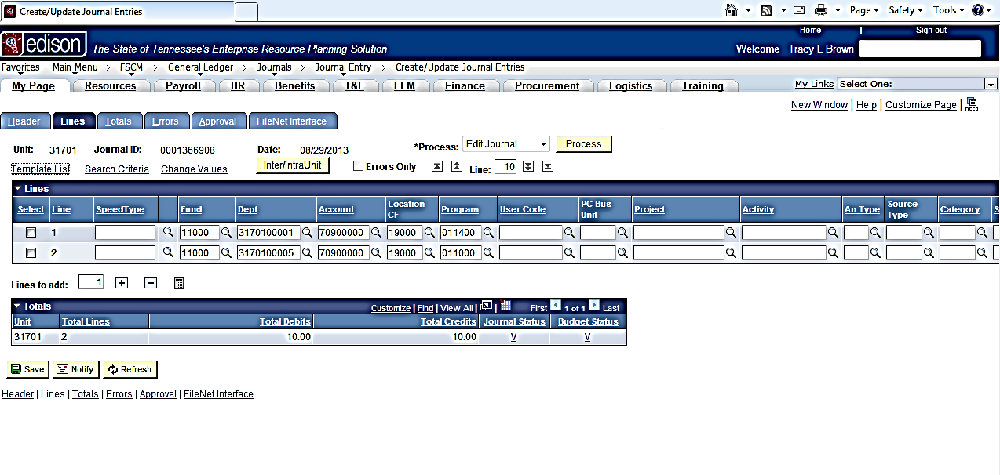 Create/Update Journal Entries
Page Safety Tools
edison The State of Tennessee's Enterprise Resource Planning Solution
Home | Sign out
Welcome Tracy L Brown
Favorites Main Menu > FSCM > General Ledger > Journals > Journal Entry > Create/Update Journal Entries
My Page Resources Payroll HR Benefits T&L ELM Finance Procurement Logistics Training My Links Select One:
New Window | Help | Customize Page | http
Header Lines Totals Errors Approval FileNet Interface
Unit: 31701 Journal ID: 0001366908 Date: 08/29/2013 *Process: Edit Journal Process
Template List Search Criteria Change Values Inter/IntraUnit Errors Only Line: 10
Lines
Select Line SpeedType Fund Dept Account Location CF Program User Code PC Bus Unit Project Activity An Type Source Type Category S
1 11000 3170100001 70900000 19000 011400
2 11000 3170100005 70900000 19000 011000
Lines to add: 1
Totals Customize | Find | View All | | First 1 of 1 Last
Unit Total Lines Total Debits Total Credits Journal Status Budget Status
31701 2 10.00 10.00 V V
Save Notify Refresh
Header | Lines | Totals | Errors | Approval | FileNet Interface